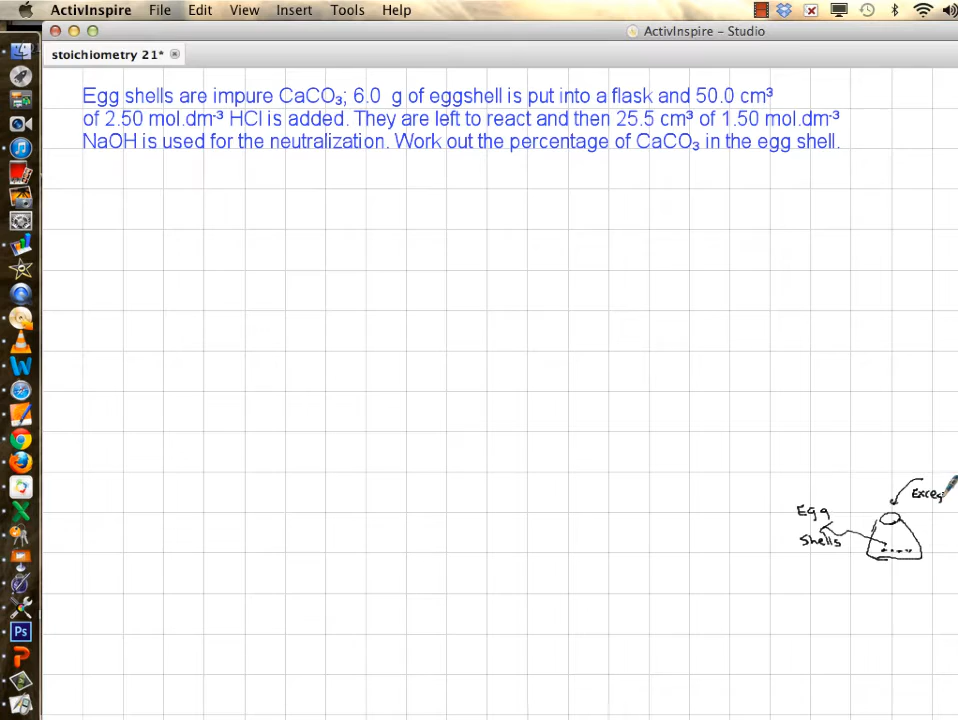 ActivInspire File Edit View Insert Tools Help
ActivInspire – Studio
stoichiometry 21*
Egg shells are impure CaCO₃; 6.0 g of eggshell is put into a flask and 50.0 cm³
of 2.50 mol.dm-³ HCl is added. They are left to react and then 25.5 cm³ of 1.50 mol.dm-³
NaOH is used for the neutralization. Work out the percentage of CaCO₃ in the egg shell.
Egg
Shells
W
X
Ps
P